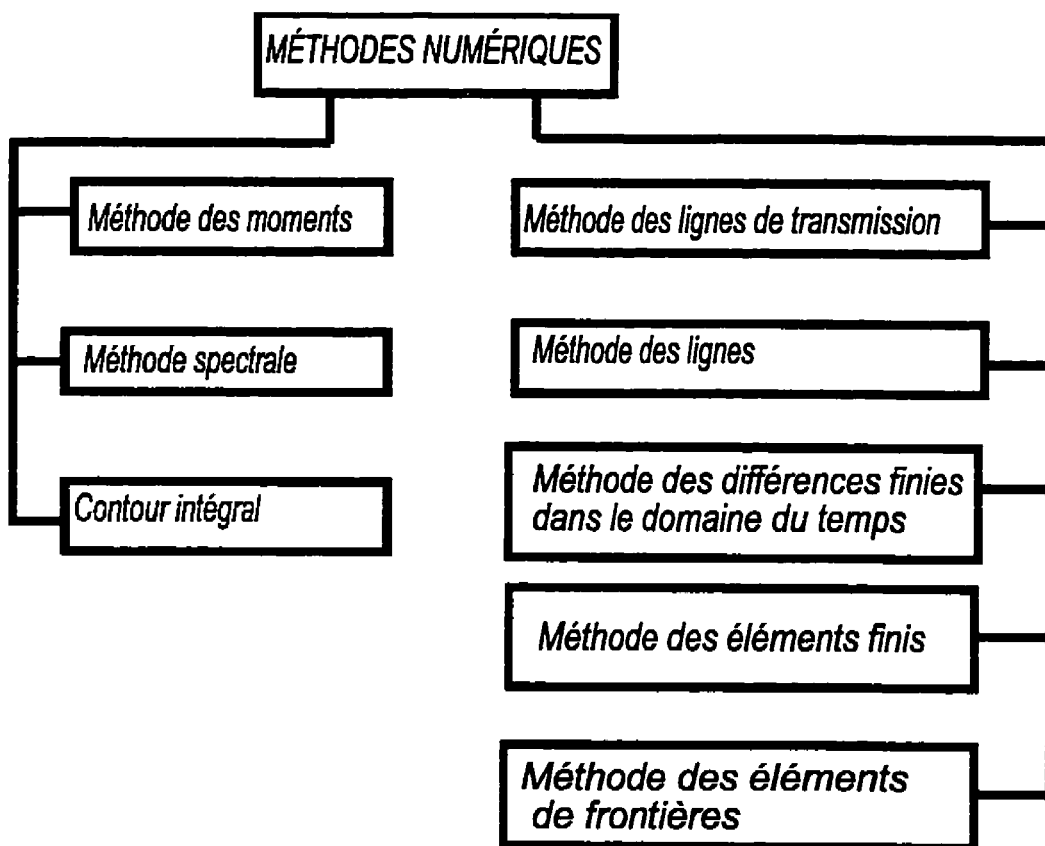 MÉTHODES NUMÉRIQUES
Méthode des moments
Méthode spectrale
Contour intégral
Méthode des lignes de transmission
Méthode des lignes
Méthode des différences finies
dans le domaine du temps
Méthode des éléments finis
Méthode des éléments
de frontières